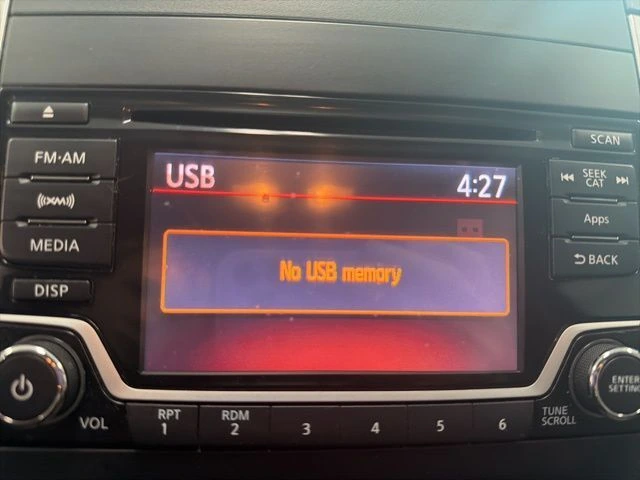 SCAN
FM·AM
SEEK
CAT
((XM))
Apps
MEDIA
BACK
DISP
USB
4:27
No USB memory
VOL
RPT
1
RDM
2
3
4
5
6
TUNE
SCROLL
ENTER
SETTING